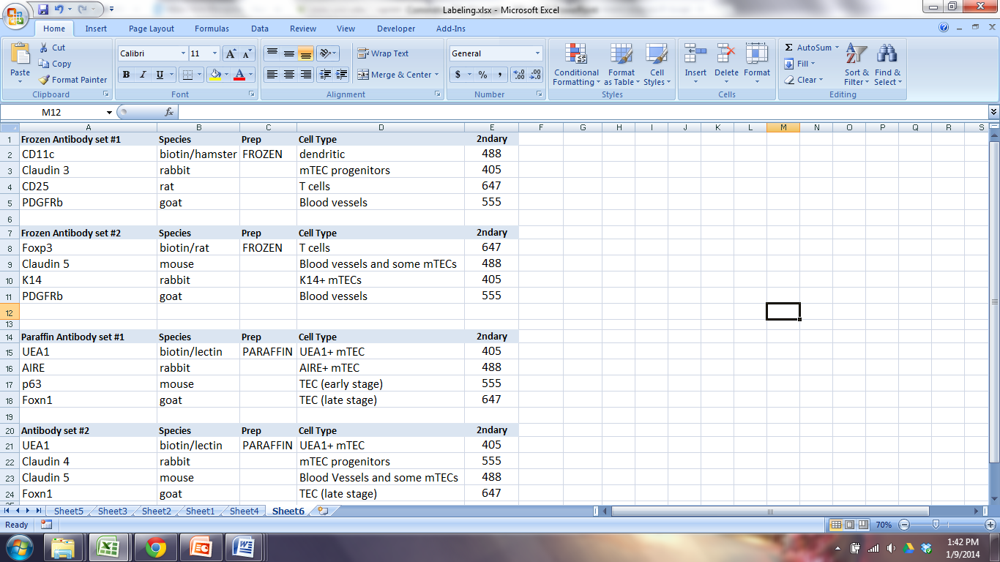 Labeling.xlsx - Microsoft Excel
Home Insert Page Layout Formulas Data Review View Developer Add-Ins
Paste Cut Copy Format Painter Clipboard
Calibri 11 A A B I U A Font
Wrap Text Merge & Center Alignment
General $ % , Number
Conditional Formatting Format as Table Cell Styles Styles
Insert Delete Format Cells
Σ AutoSum Fill Clear Sort & Filter Find & Select Editing
M12 fx
A B C D E F G H I J K L M N O P Q R S
1 Frozen Antibody set #1 Species Prep Cell Type 2ndary
2 CD11c biotin/hamster FROZEN dendritic 488
3 Claudin 3 rabbit mTEC progenitors 405
4 CD25 rat T cells 647
5 PDGFRb goat Blood vessels 555
6
7 Frozen Antibody set #2 Species Prep Cell Type 2ndary
8 Foxp3 biotin/rat FROZEN T cells 647
9 Claudin 5 mouse Blood vessels and some mTECs 488
10 K14 rabbit K14+ mTECs 405
11 PDGFRb goat Blood vessels 555
12
13
14 Paraffin Antibody set #1 Species Prep Cell Type 2ndary
15 UEA1 biotin/lectin PARAFFIN UEA1+ mTEC 405
16 AIRE rabbit AIRE+ mTEC 488
17 p63 mouse TEC (early stage) 555
18 Foxn1 goat TEC (late stage) 647
19
20 Antibody set #2 Species Prep Cell Type 2ndary
21 UEA1 biotin/lectin PARAFFIN UEA1+ mTEC 405
22 Claudin 4 rabbit mTEC progenitors 555
23 Claudin 5 mouse Blood Vessels and some mTECs 488
24 Foxn1 goat TEC (late stage) 647
Sheet5 Sheet3 Sheet2 Sheet1 Sheet4 Sheet6
Ready 70%
1:42 PM
1/9/2014